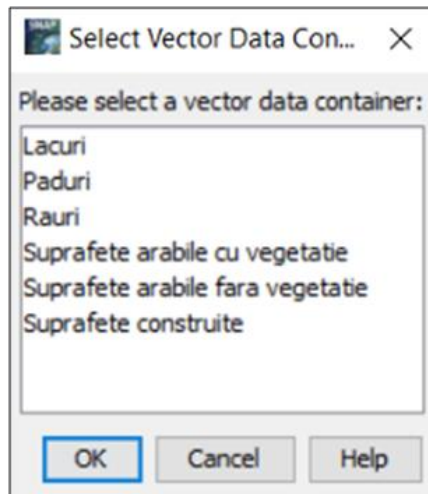 Select Vector Data Con...
Please select a vector data container:
Lacuri
Paduri
Rauri
Suprafete arabile cu vegetatie
Suprafete arabile fara vegetatie
Suprafete construite
OK Cancel Help